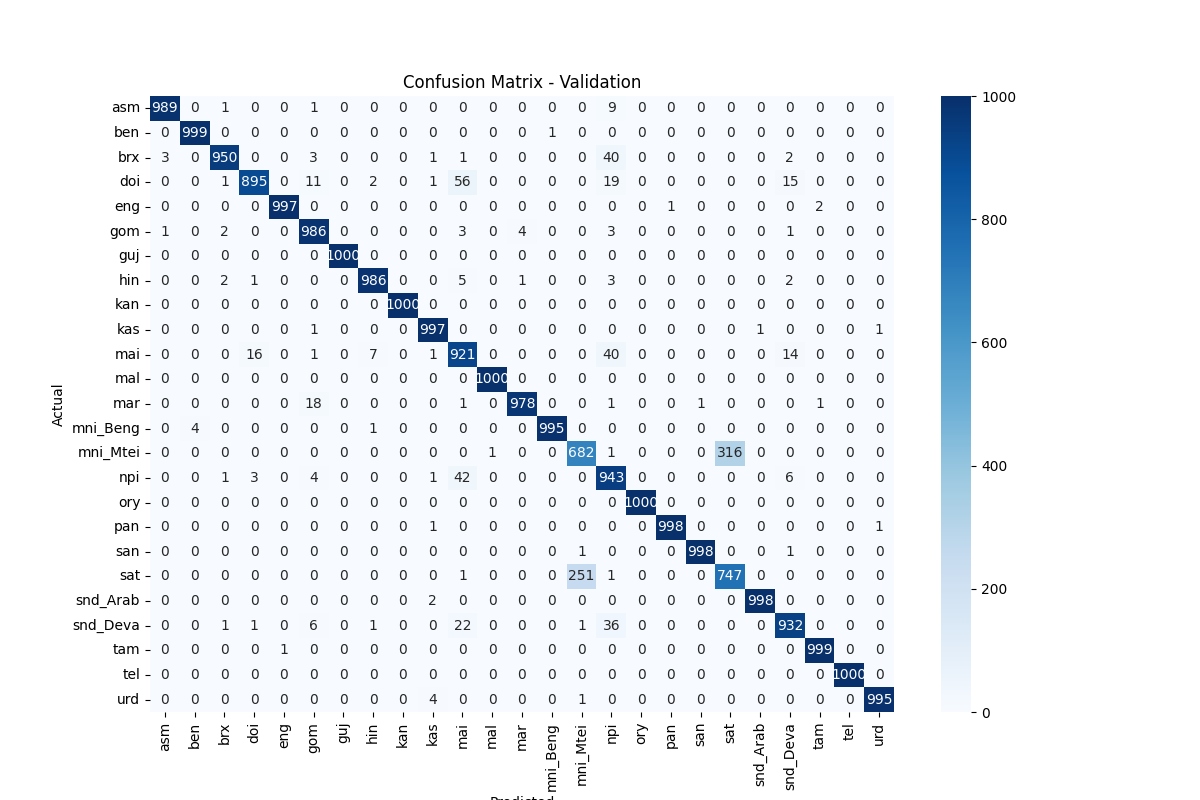 Confusion Matrix - Validation
asm 989 0 1 0 0 1 0 0 0 0 0 0 0 0 0 9 0 0 0 0 0 0 0 0 0
ben 0 999 0 0 0 0 0 0 0 0 0 0 0 1 0 0 0 0 0 0 0 0 0 0 0
brx 3 0 950 0 0 3 0 0 0 1 1 0 0 0 0 40 0 0 0 0 0 2 0 0 0
doi 0 0 1 895 0 11 0 2 0 1 56 0 0 0 0 19 0 0 0 0 0 15 0 0 0
eng 0 0 0 0 997 0 0 0 0 0 0 0 0 0 0 0 0 1 0 0 0 0 2 0 0
gom 1 0 2 0 0 986 0 0 0 0 3 0 4 0 0 3 0 0 0 0 0 1 0 0 0
guj 0 0 0 0 0 0 1000 0 0 0 0 0 0 0 0 0 0 0 0 0 0 0 0 0 0
hin 0 0 2 1 0 0 0 986 0 0 5 0 1 0 0 3 0 0 0 0 0 2 0 0 0
kan 0 0 0 0 0 0 0 0 1000 0 0 0 0 0 0 0 0 0 0 0 0 0 0 0 0
kas 0 0 0 0 0 1 0 0 0 997 0 0 0 0 0 0 0 0 0 0 1 0 0 0 1
mai 0 0 0 16 0 1 0 7 0 1 921 0 0 0 0 40 0 0 0 0 0 14 0 0 0
mal 0 0 0 0 0 0 0 0 0 0 0 1000 0 0 0 0 0 0 0 0 0 0 0 0 0
mar 0 0 0 0 0 18 0 0 0 0 1 0 978 0 0 1 0 0 1 0 0 0 1 0 0
mni_Beng 0 4 0 0 0 0 0 1 0 0 0 0 0 995 0 0 0 0 0 0 0 0 0 0 0
mni_Mtei 0 0 0 0 0 0 0 0 0 0 0 1 0 0 682 1 0 0 0 316 0 0 0 0 0
npi 0 0 1 3 0 4 0 0 0 1 42 0 0 0 0 943 0 0 0 0 0 6 0 0 0
ory 0 0 0 0 0 0 0 0 0 0 0 0 0 0 0 0 1000 0 0 0 0 0 0 0 0
pan 0 0 0 0 0 0 0 0 0 1 0 0 0 0 0 0 0 998 0 0 0 0 0 0 1
san 0 0 0 0 0 0 0 0 0 0 0 0 0 0 1 0 0 0 998 0 0 1 0 0 0
sat 0 0 0 0 0 0 0 0 0 0 1 0 0 0 251 1 0 0 0 747 0 0 0 0 0
snd_Arab 0 0 0 0 0 0 0 0 0 2 0 0 0 0 0 0 0 0 0 0 998 0 0 0 0
snd_Deva 0 0 1 1 0 6 0 1 0 0 22 0 0 0 1 36 0 0 0 0 0 932 0 0 0
tam 0 0 0 0 1 0 0 0 0 0 0 0 0 0 0 0 0 0 0 0 0 0 999 0 0
tel 0 0 0 0 0 0 0 0 0 0 0 0 0 0 0 0 0 0 0 0 0 0 0 1000 0
urd 0 0 0 0 0 0 0 0 0 4 0 0 0 0 1 0 0 0 0 0 0 0 0 0 995
Actual
asm ben brx doi eng gom guj hin kan kas mai mal mar mni_Beng mni_Mtei npi ory pan san sat snd_Arab snd_Deva tam tel urd
Predicted
1000
800
600
400
200
0